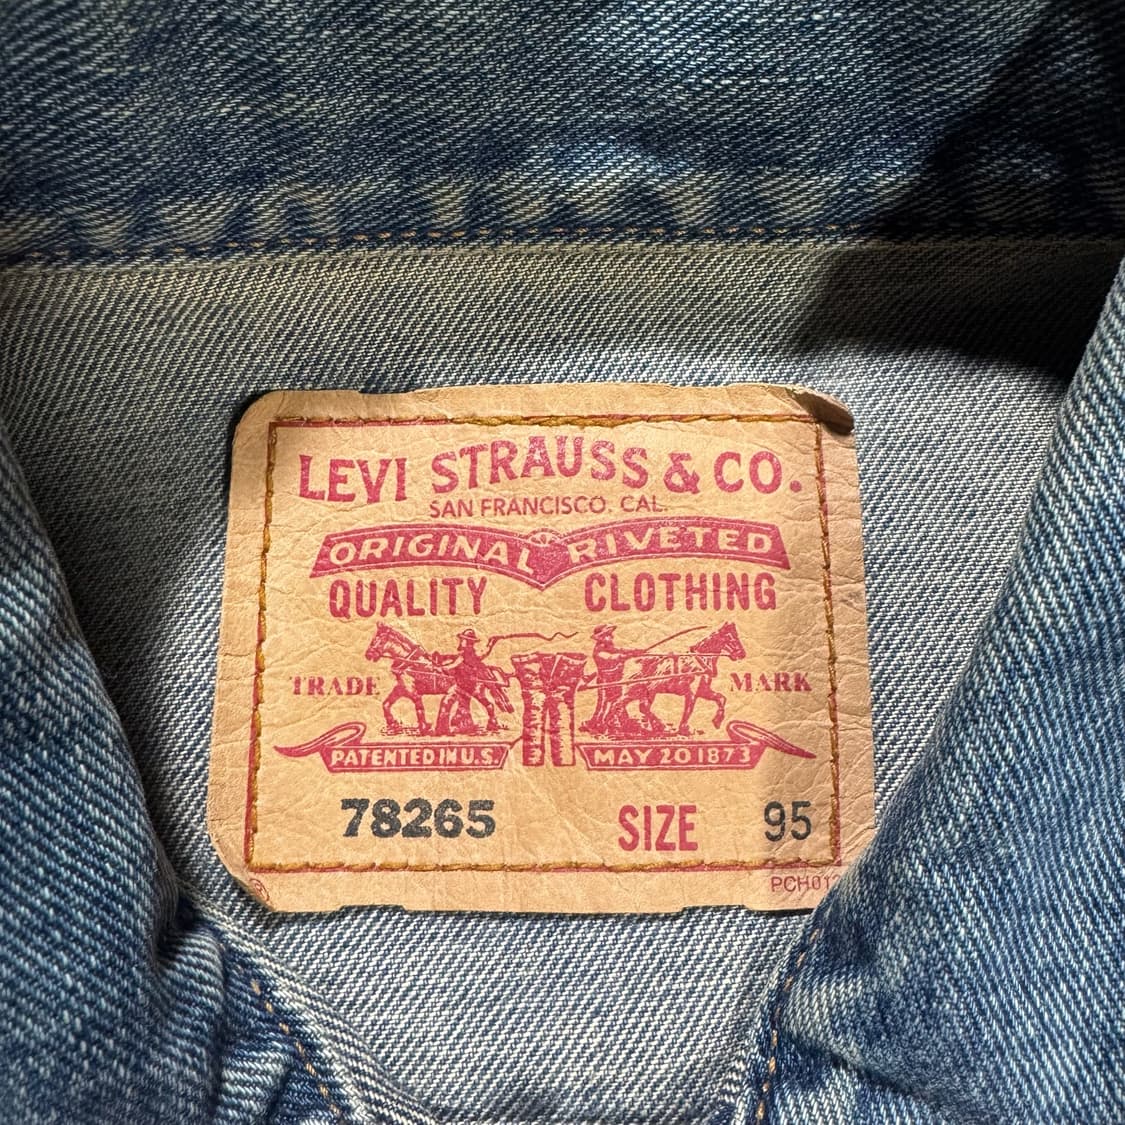 LEVI STRAUSS & CO.
SAN FRANCISCO. CAL.
ORIGINAL RIVETED
QUALITY CLOTHING
TRADE MARK
PATENTED IN U.S. MAY 20 1873
78265 SIZE 95
®